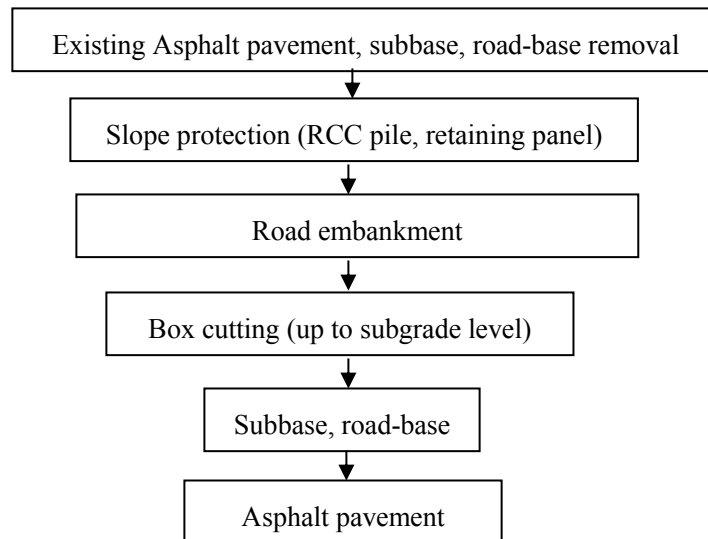 Existing Asphalt pavement, subbase, road-base removal
Slope protection (RCC pile, retaining panel)
Road embankment
Box cutting (up to subgrade level)
Subbase, road-base
Asphalt pavement